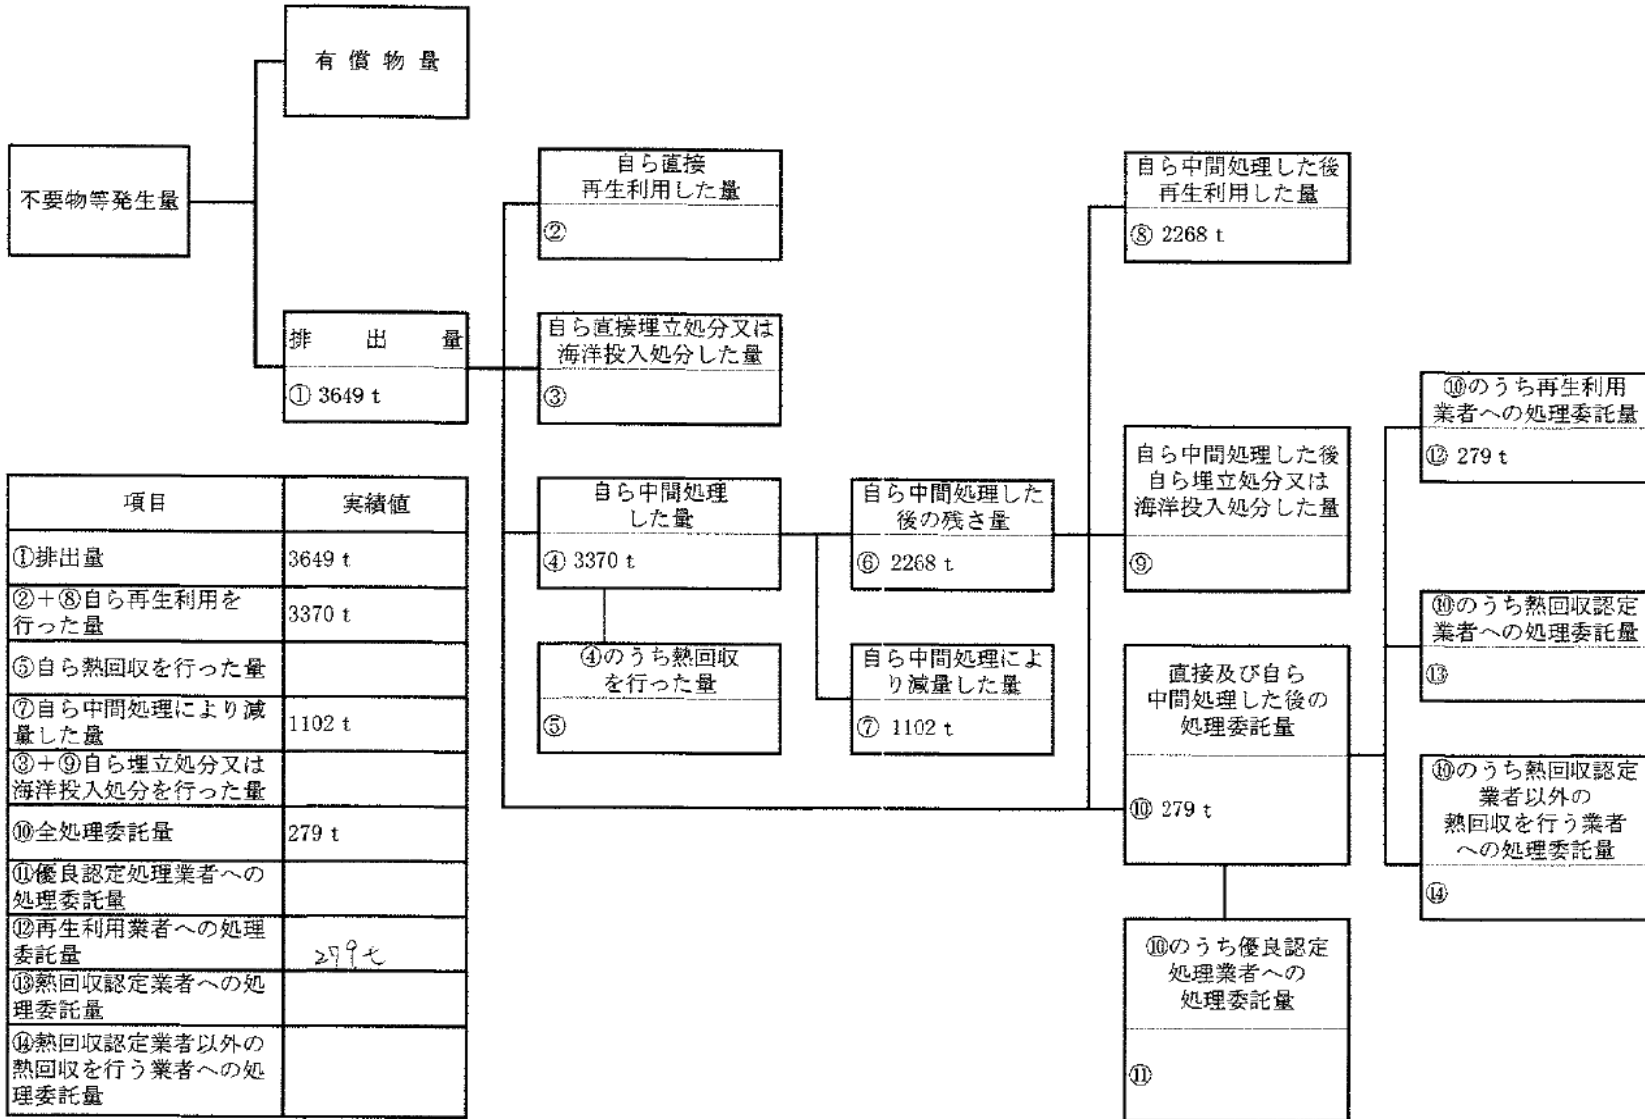 有償物量
不要物等発生量
排出量
① 3649 t
自ら直接
再生利用した量
②
自ら直接埋立処分又は
海洋投入処分した量
③
自ら中間処理
した量
④ 3370 t
④のうち熱回収
を行った量
⑤
自ら中間処理した
後の残さ量
⑥ 2268 t
自ら中間処理によ
り減量した量
⑦ 1102 t
自ら中間処理した後
再生利用した量
⑧ 2268 t
自ら中間処理した後
自ら埋立処分又は
海洋投入処分した量
⑨
直接及び自ら
中間処理した後の
処理委託量
⑩ 279 t
⑩のうち優良認定
処理業者への
処理委託量
⑪
⑩のうち再生利用
業者への処理委託量
⑫ 279 t
⑩のうち熱回収認定
業者への処理委託量
⑬
⑩のうち熱回収認定
業者以外の
熱回収を行う業者
への処理委託量
⑭
項目 実績値
①排出量 3649 t
②＋⑧自ら再生利用を
行った量 3370 t
⑤自ら熱回収を行った量
⑦自ら中間処理により減
量した量 1102 t
③＋⑨自ら埋立処分又は
海洋投入処分を行った量
⑩全処理委託量 279 t
⑪優良認定処理業者への
処理委託量
⑫再生利用業者への処理
委託量 279 t
⑬熱回収認定業者への処
理委託量
⑭熱回収認定業者以外の
熱回収を行う業者への処
理委託量